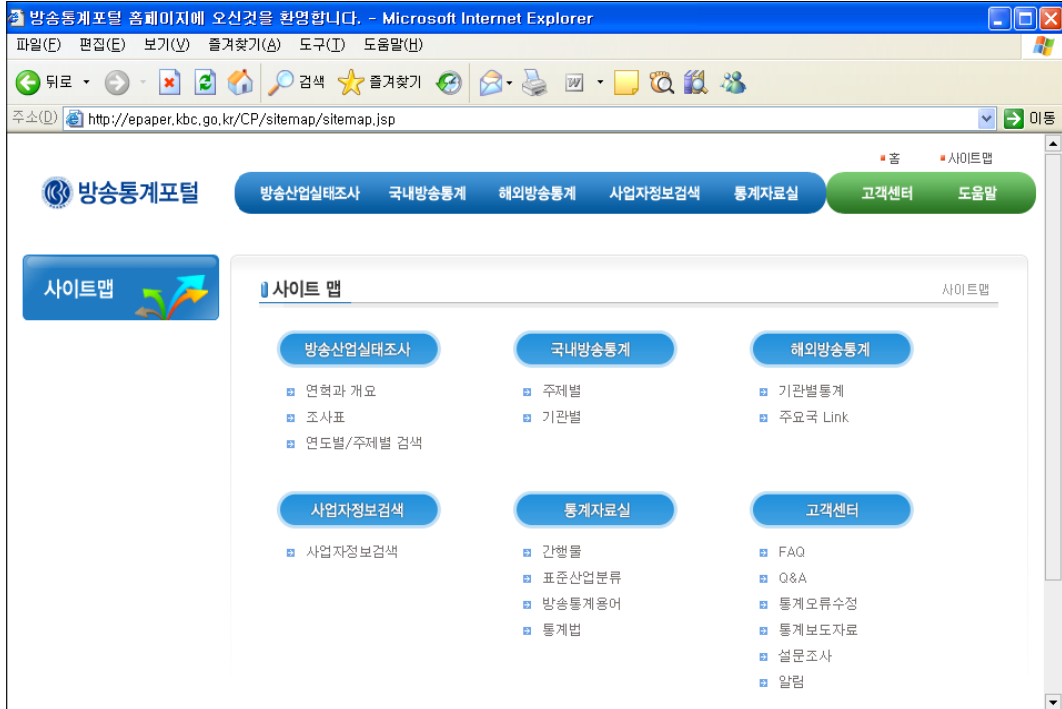 방송통계포털 홈페이지에 오신것을 환영합니다. - Microsoft Internet Explorer
파일(F) 편집(E) 보기(V) 즐겨찾기(A) 도구(T) 도움말(H)
뒤로 검색 즐겨찾기
주소(D) http://epaper.kbc.go.kr/CP/sitemap/sitemap.jsp 이동
홈 사이트맵
방송통계포털 방송산업실태조사 국내방송통계 해외방송통계 사업자정보검색 통계자료실 고객센터 도움말
사이트맵
사이트 맵 사이트맵
방송산업실태조사 국내방송통계 해외방송통계
연혁과 개요 주제별 기관별통계
조사표 기관별 주요국 Link
연도별/주제별 검색
사업자정보검색 통계자료실 고객센터
사업자정보검색 간행물 FAQ
표준산업분류 Q&A
방송통계용어 통계오류수정
통계법 통계보도자료
설문조사
알림